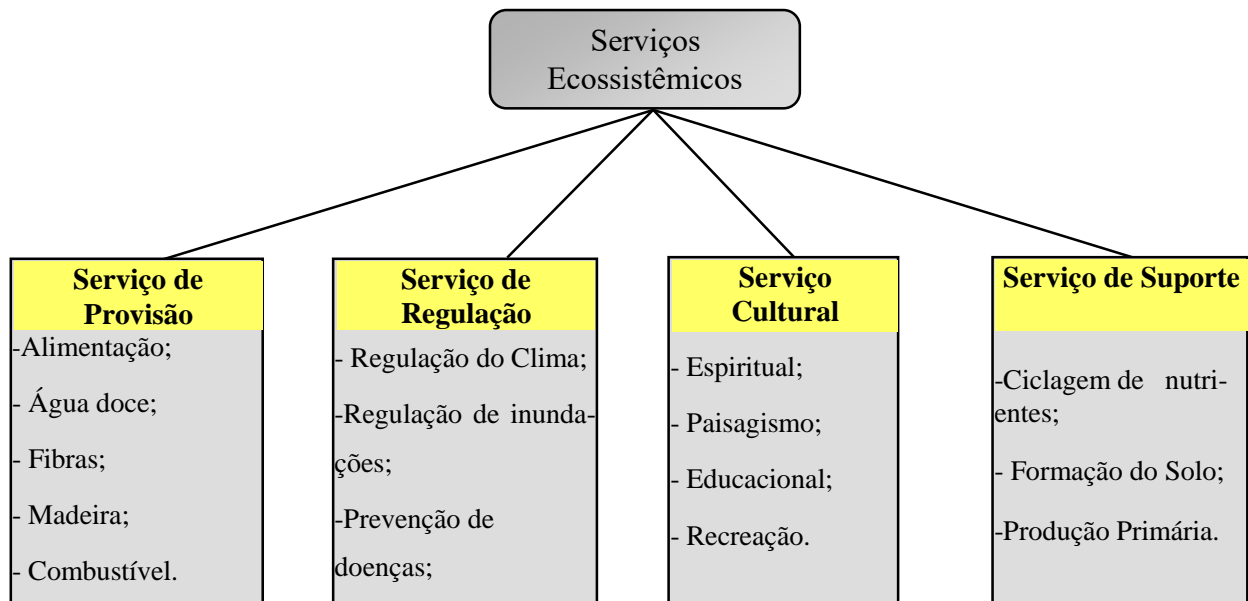 Serviços
Ecossistêmicos
Serviço de
Provisão
-Alimentação;
- Água doce;
- Fibras;
- Madeira;
- Combustível.
Serviço de
Regulação
- Regulação do Clima;
-Regulação de inunda-
ções;
-Prevenção de
doenças;
Serviço
Cultural
- Espiritual;
- Paisagismo;
- Educacional;
- Recreação.
Serviço de Suporte
-Ciclagem de nutri-
entes;
- Formação do Solo;
-Produção Primária.